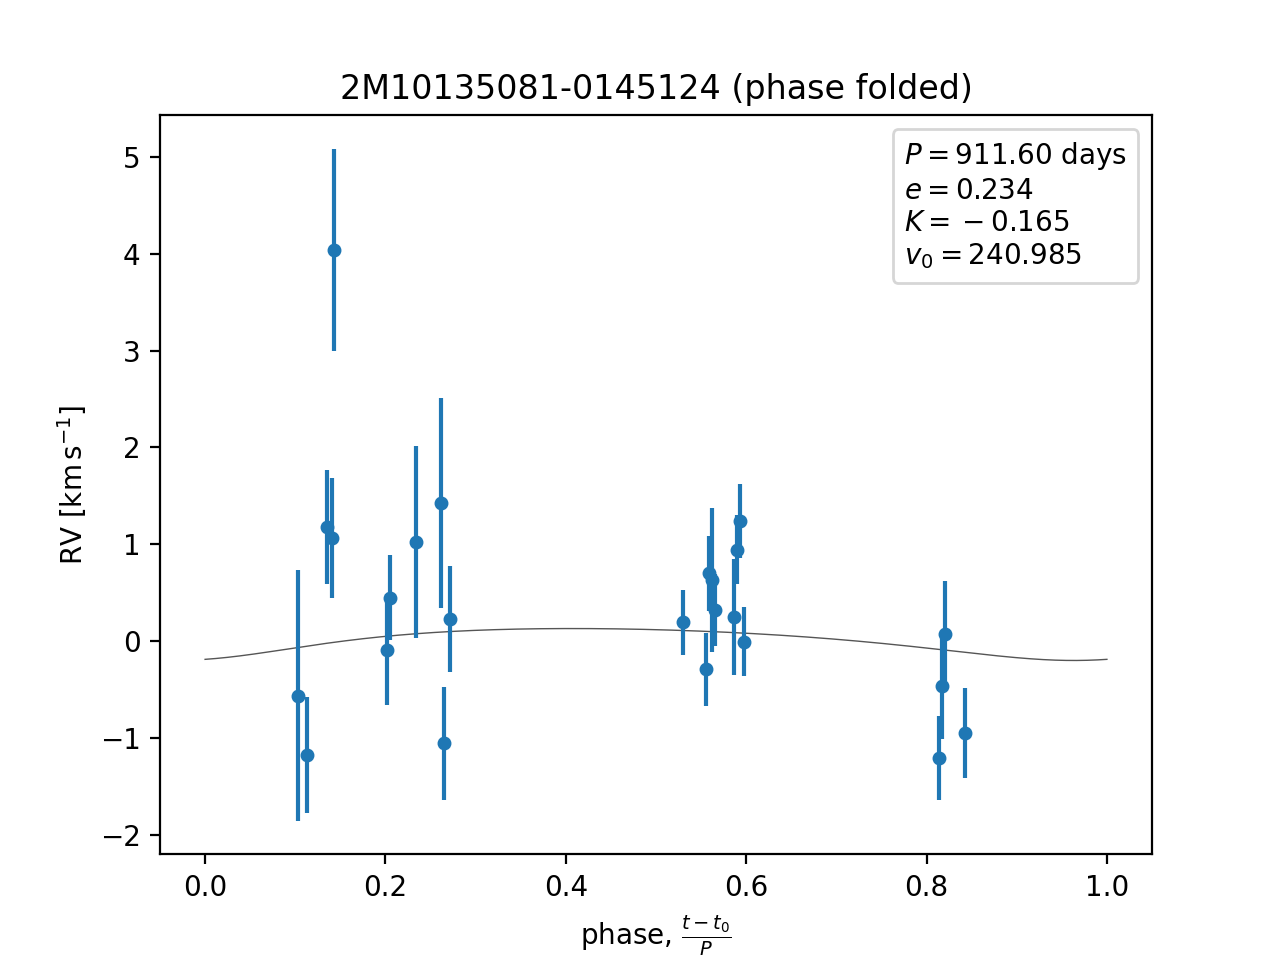 2M10135081-0145124 (phase folded)
P = 911.60 days
e = 0.234
K = −0.165
v₀ = 240.985
5
4
3
2
1
0
−1
−2
RV [km s⁻¹]
0.0 0.2 0.4 0.6 0.8 1.0
phase, (t − t₀)/P